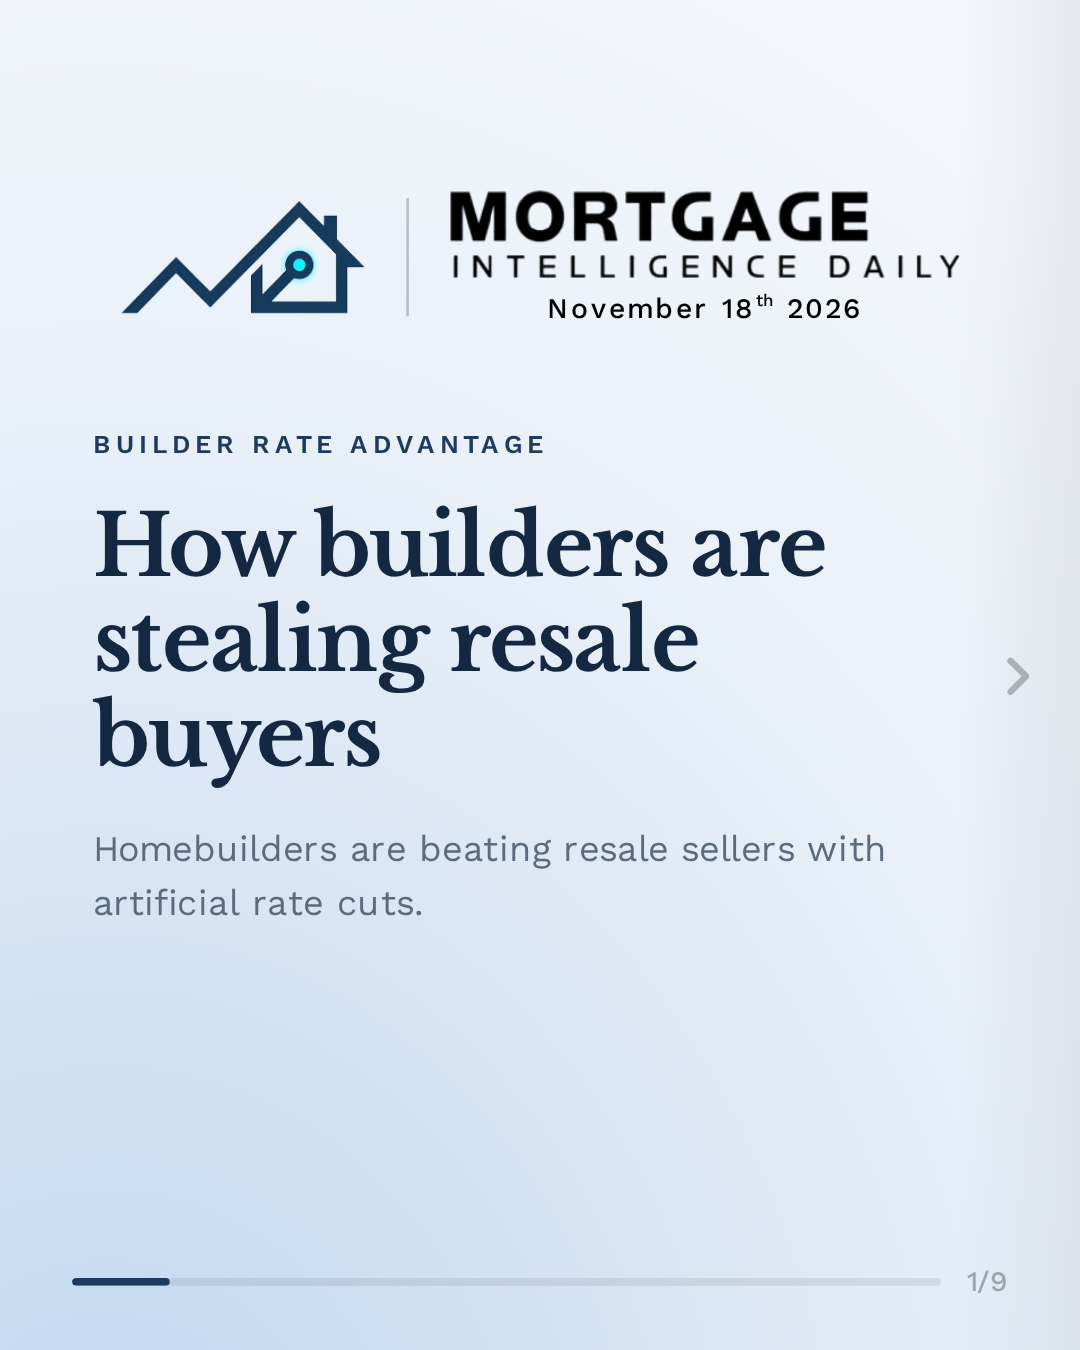 MORTGAGE
INTELLIGENCE DAILY
November 18th 2026
BUILDER RATE ADVANTAGE
How builders are
stealing resale
buyers
Homebuilders are beating resale sellers with
artificial rate cuts.
1/9